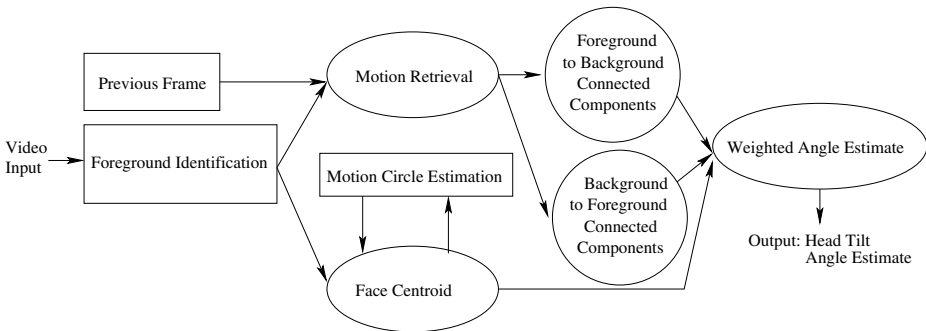 Previous Frame
Video
Input
Foreground Identification
Motion Retrieval
Motion Circle Estimation
Face Centroid
Foreground
to Background
Connected
Components
Background
to Foreground
Connected
Components
Weighted Angle Estimate
Output: Head Tilt
Angle Estimate